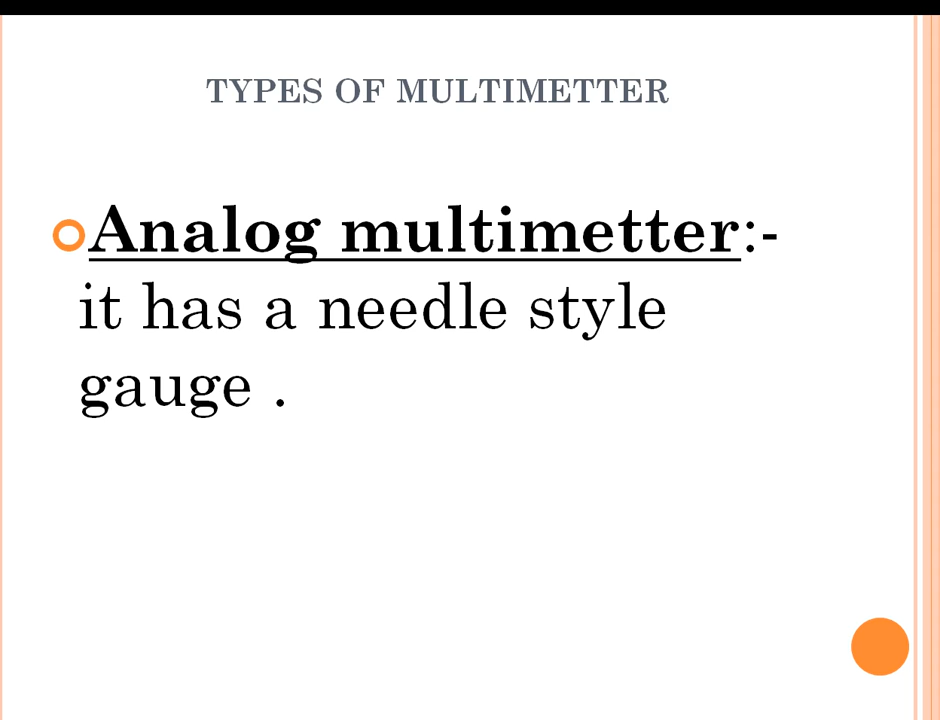 TYPES OF MULTIMETTER
Analog multimetter:-
it has a needle style
gauge .